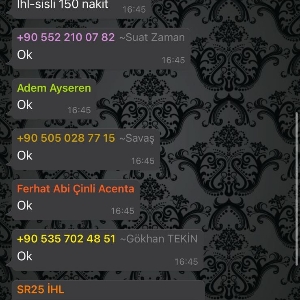 İhl-sisli 150 nakit
16:45
+90 552 210 07 82 ~Suat Zaman
Ok
16:45
Adem Ayseren
Ok
16:45
+90 505 028 77 15 ~Savaş
Ok
16:45
Ferhat Abi Çinli Acenta
Ok
16:45
+90 535 702 48 51 ~Gökhan TEKİN
Ok
16:45
SR25 İHL